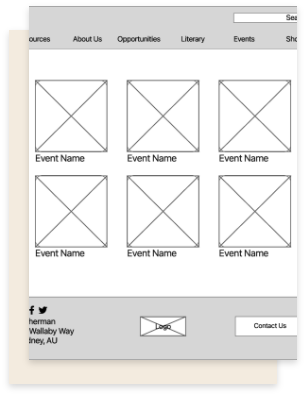 Sea
ources About Us Opportunities Literary Events Sho
Event Name Event Name Event Name
Event Name Event Name Event Name
herman
Wallaby Way
dney, AU
Logo
Contact Us